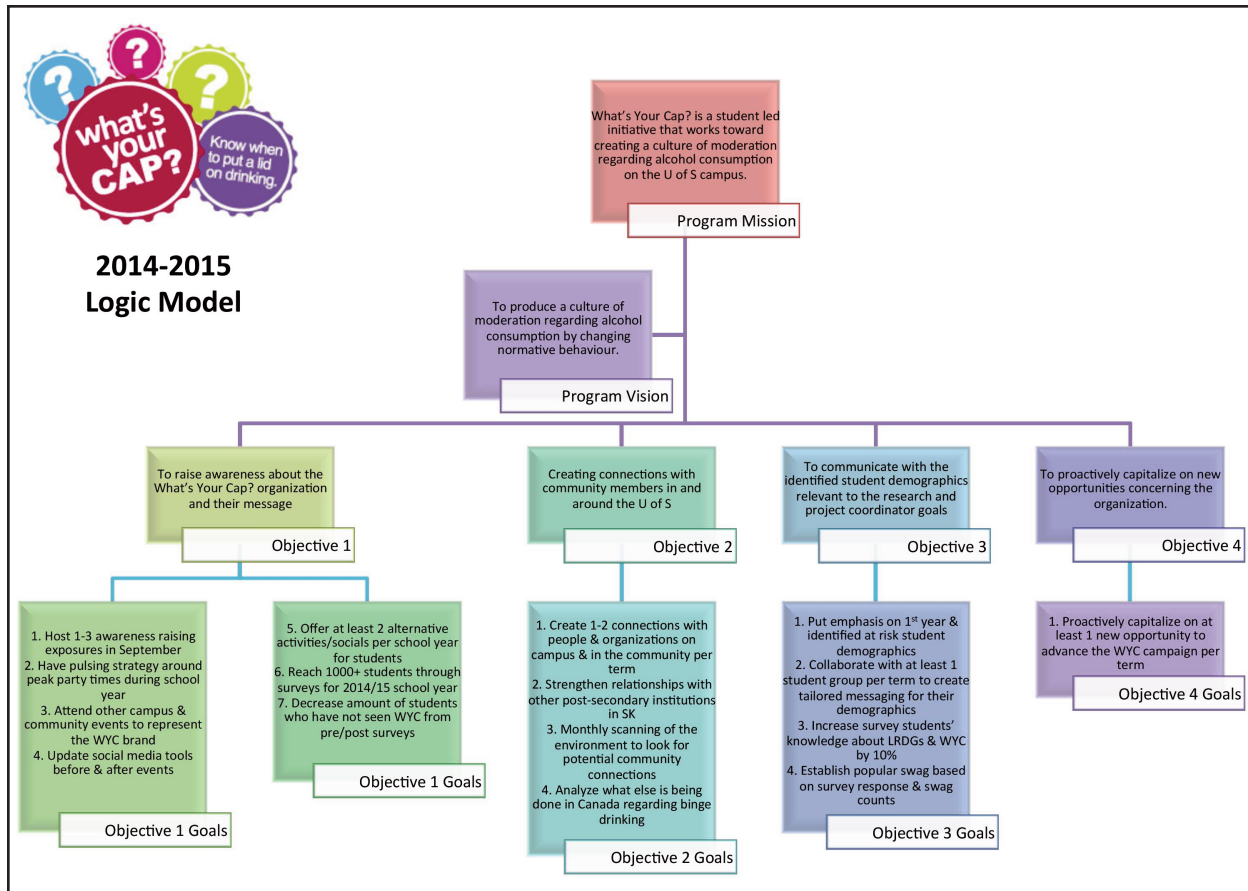 ?
?
?
what's
your
CAP?
Know when
to put a lid
on drinking.
2014-2015
Logic Model
What's Your Cap? is a student led
initiative that works toward
creating a culture of moderation
regarding alcohol consumption
on the U of S campus.
Program Mission
To produce a culture of
moderation regarding alcohol
consumption by changing
normative behaviour.
Program Vision
To raise awareness about the
What's Your Cap? organization
and their message
Objective 1
Creating connections with
community members in and
around the U of S
Objective 2
To communicate with the
identified student demographics
relevant to the research and
project coordinator goals
Objective 3
To proactively capitalize on new
opportunities concerning the
organization.
Objective 4
1. Host 1-3 awareness raising
exposures in September
2. Have pulsing strategy around
peak party times during school
year
3. Attend other campus &
community events to represent
the WYC brand
4. Update social media tools
before & after events
Objective 1 Goals
5. Offer at least 2 alternative
activities/socials per school year
for students
6. Reach 1000+ students through
surveys for 2014/15 school year
7. Decrease amount of students
who have not seen WYC from
pre/post surveys
Objective 1 Goals
1. Create 1-2 connections with
people & organizations on
campus & in the community per
term
2. Strengthen relationships with
other post-secondary institutions
in SK
3. Monthly scanning of the
environment to look for
potential community
connections
4. Analyze what else is being
done in Canada regarding binge
drinking
Objective 2 Goals
1. Put emphasis on 1st year &
identified at risk student
demographics
2. Collaborate with at least 1
student group per term to create
tailored messaging for their
demographics
3. Increase survey students'
knowledge about LRDGs & WYC
by 10%
4. Establish popular swag based
on survey response & swag
counts
Objective 3 Goals
1. Proactively capitalize on at
least 1 new opportunity to
advance the WYC campaign per
term
Objective 4 Goals